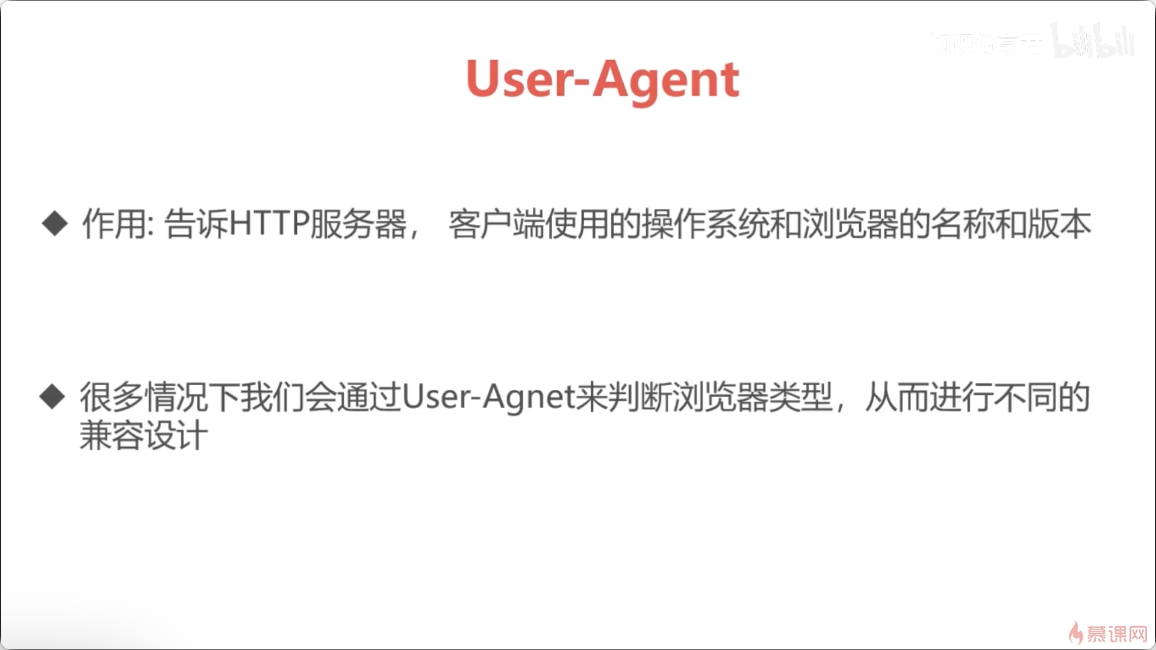 bilibili
User-Agent
◆ 作用: 告诉HTTP服务器， 客户端使用的操作系统和浏览器的名称和版本
◆ 很多情况下我们会通过User-Agnet来判断浏览器类型，从而进行不同的
兼容设计
慕课网